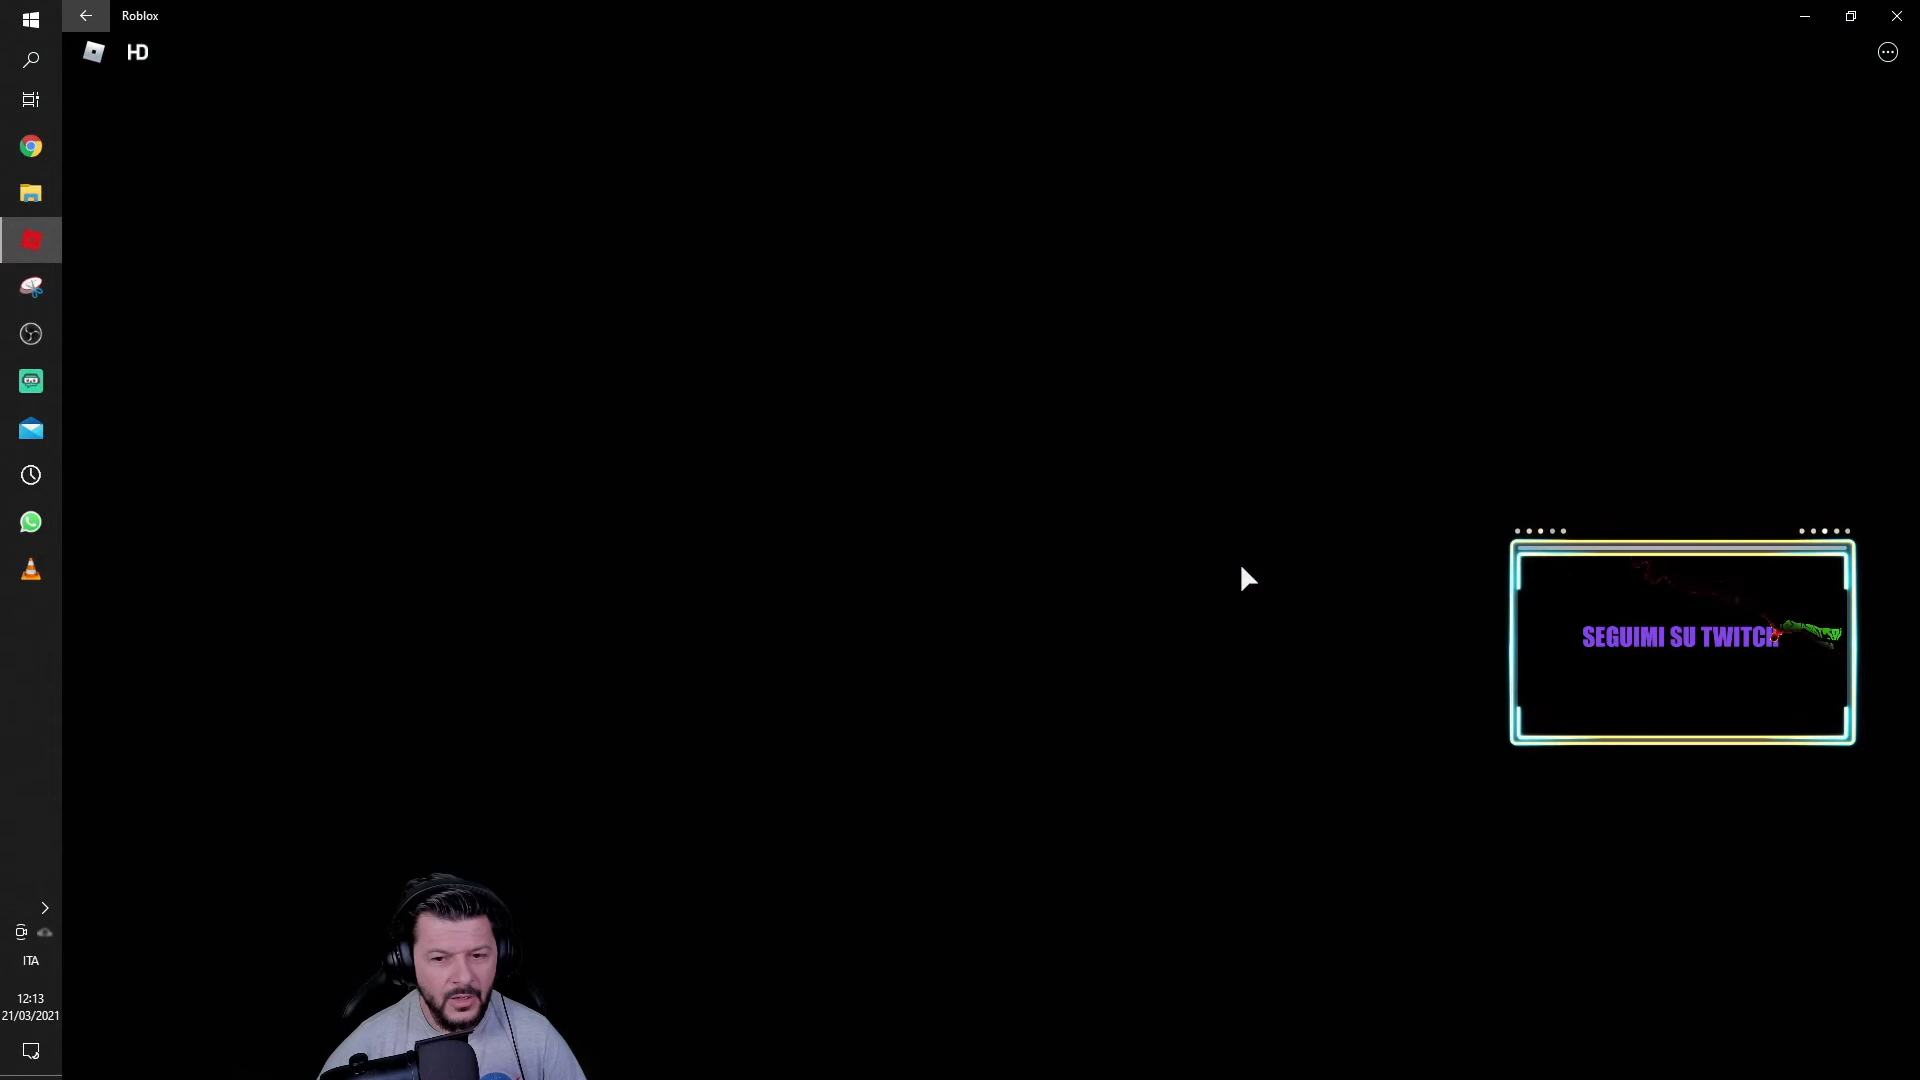 Roblox
HD
SEGUIMI SU TWITCH
ITA
12:13
21/03/2021